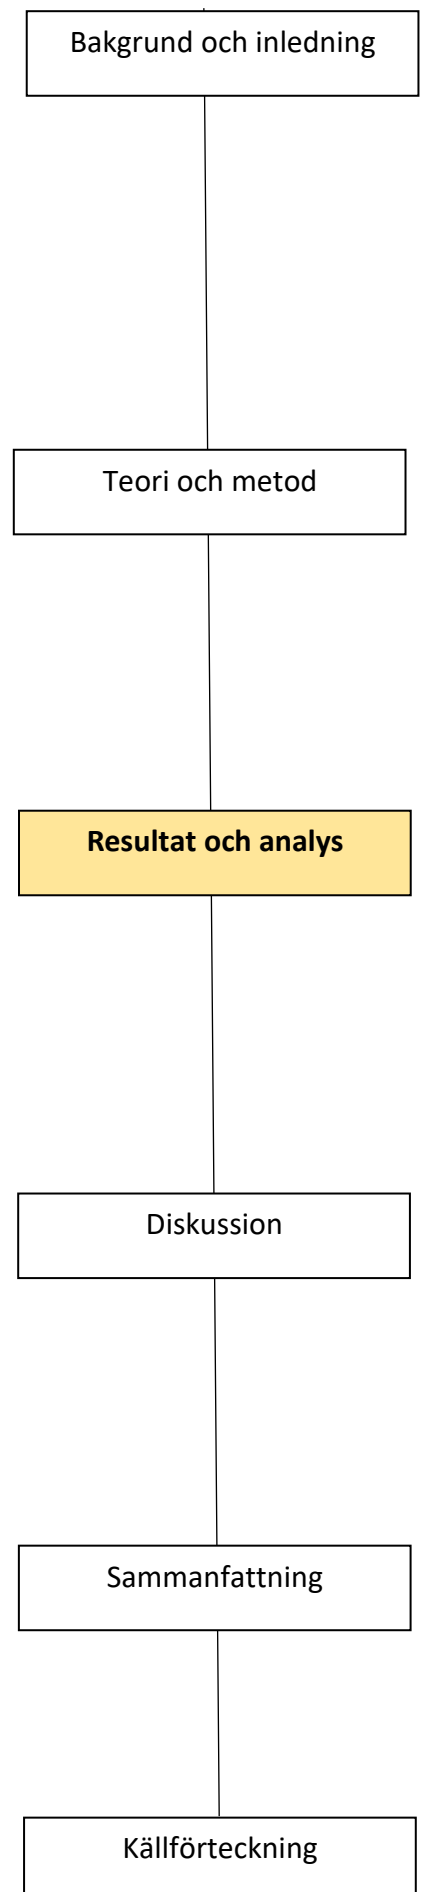 Bakgrund och inledning
Teori och metod
Resultat och analys
Diskussion
Sammanfattning
Källförteckning